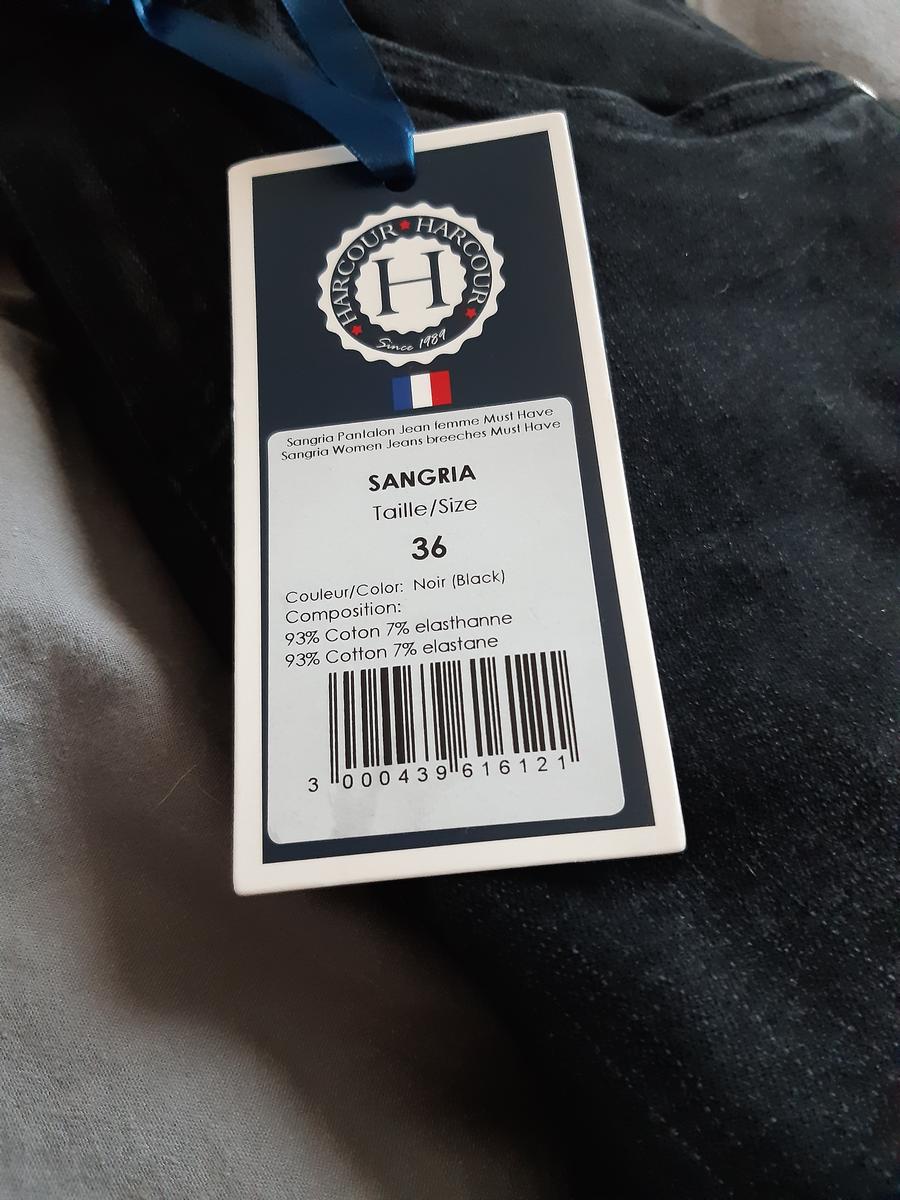 HARCOUR ★ HARCOUR
H
Since 1989
Sangria Pantalon Jean femme Must Have
Sangria Women Jeans breeches Must Have
SANGRIA
Taille/Size
36
Couleur/Color: Noir (Black)
Composition:
93% Coton 7% elasthanne
93% Cotton 7% elastane
3 000439 616121